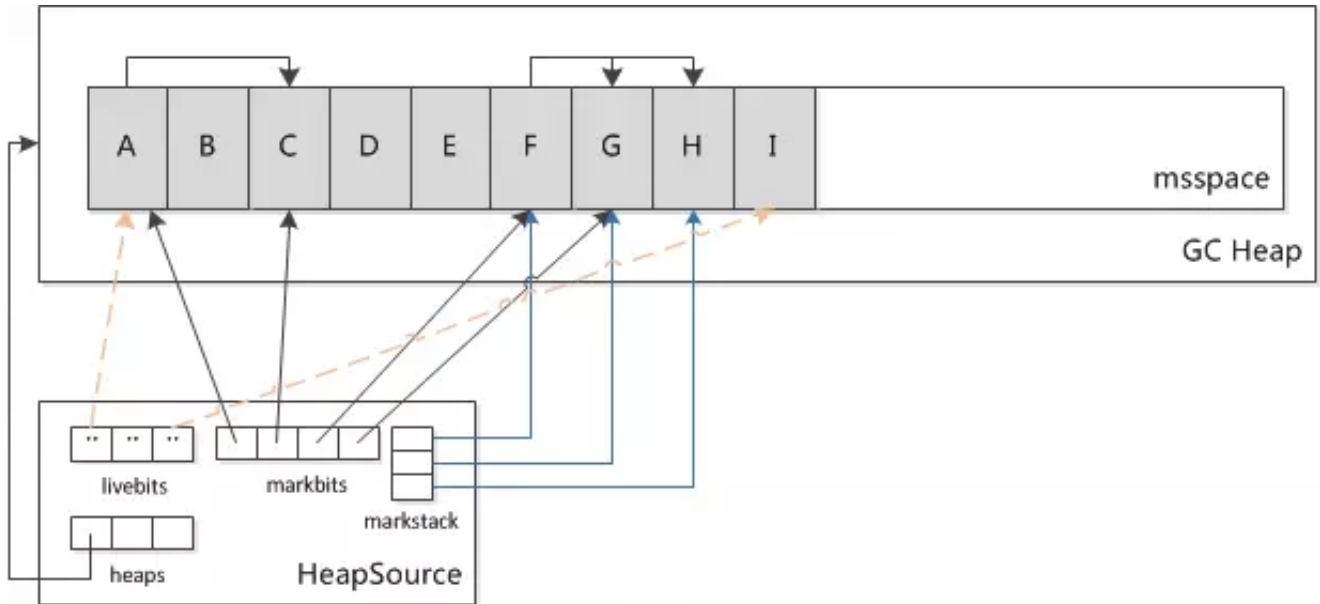 A B C D E F G H I
msspace
GC Heap
.. .. ..
livebits
markbits
markstack
heaps
HeapSource